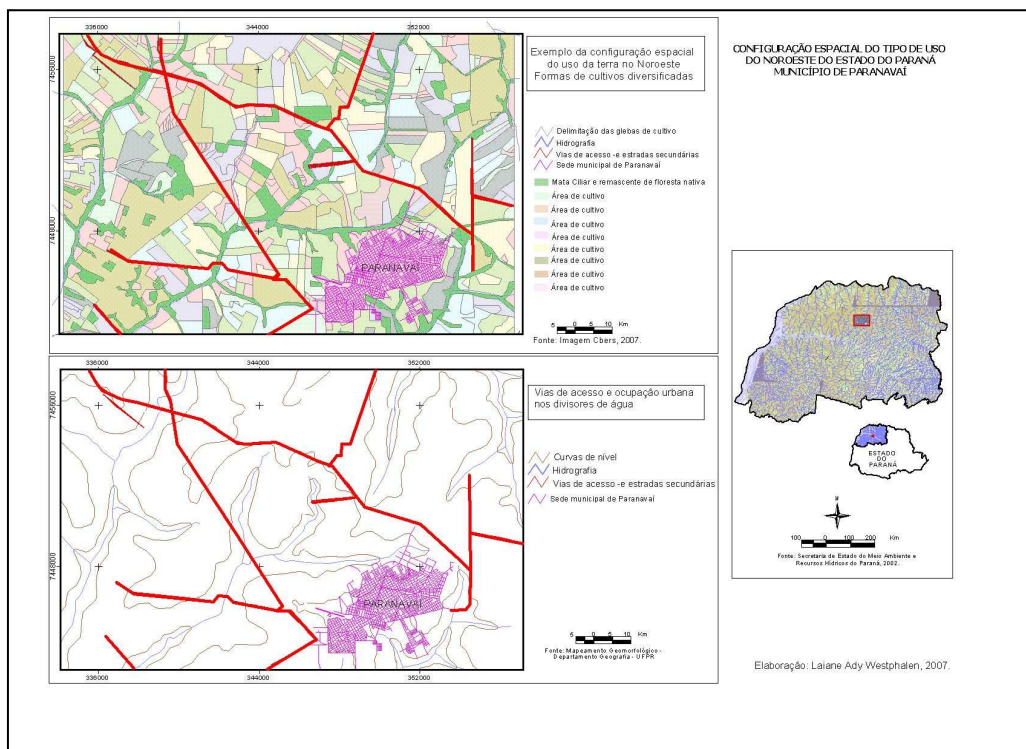 336000
344000
352000
7456000
7448000
PARANAVAÍ
Exemplo da configuração espacial
do uso da terra no Noroeste
Formas de cultivos diversificadas
Delimitação das glebas de cultivo
Hidrografia
Vias de acesso -e estradas secundárias
Sede municipal de Paranavaí
Mata Ciliar e remascente de floresta nativa
Área de cultivo
Área de cultivo
Área de cultivo
Área de cultivo
Área de cultivo
Área de cultivo
Área de cultivo
Área de cultivo
5 0 5 10 Km
Fonte: Imagem Cbers, 2007.
336000
344000
352000
7456000
7448000
PARANAVAÍ
336000
344000
352000
Vias de acesso e ocupação urbana
nos divisores de água
Curvas de nível
Hidrografia
Vias de acesso -e estradas secundárias
Sede municipal de Paranavaí
5 0 5 10 Km
Fonte: Mapeamento Geomorfológico -
Departamento Geografia - UFPR
CONFIGURAÇÃO ESPACIAL DO TIPO DE USO
DO NOROESTE DO ESTADO DO PARANÁ
MUNICÍPIO DE PARANAVAÍ
ESTADO
DO
PARANÁ
N
100 0 100 200 Km
Fonte: Secretaria de Estado do Meio Ambiente e
Recursos Hídricos do Paraná, 2002.
Elaboração: Laiane Ady Westphalen, 2007.